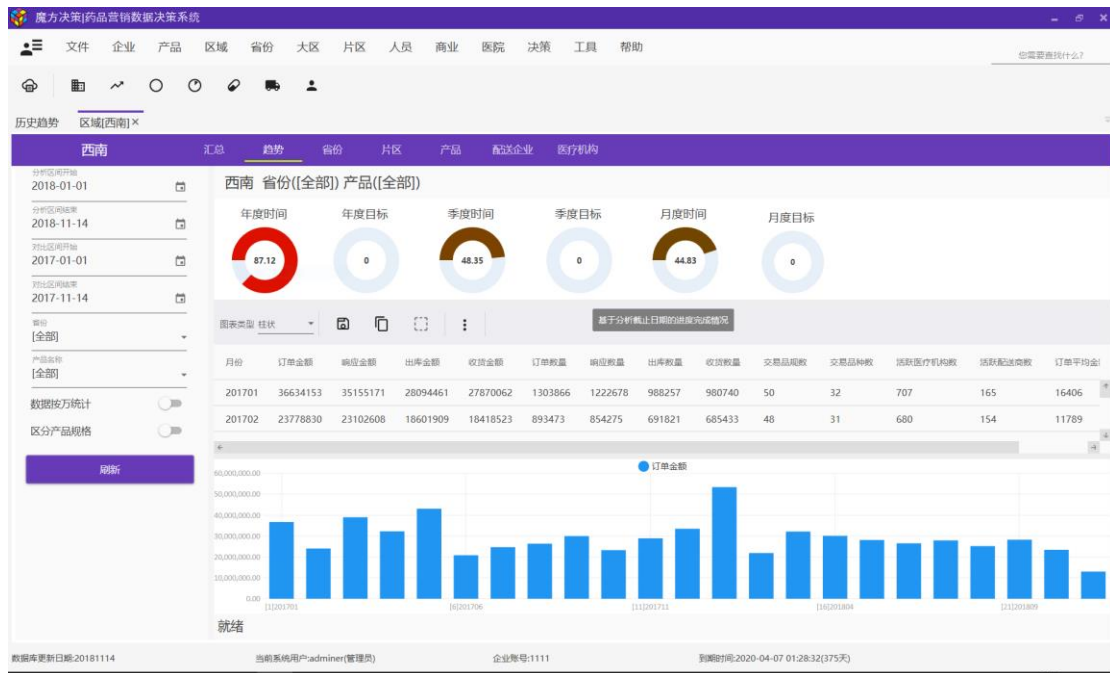 魔方决策|药品营销数据决策系统
文件 企业 产品 区域 省份 大区 片区 人员 商业 医院 决策 工具 帮助
您需要查找什么?
历史趋势 区域[西南]×
西南 汇总 趋势 省份 片区 产品 配送企业 医疗机构
分析区间开始
2018-01-01
分析区间结束
2018-11-14
对比区间开始
2017-01-01
对比区间结束
2017-11-14
省份
[全部]
产品名称
[全部]
数据按万统计
区分产品规格
刷新
西南 省份([全部]) 产品([全部])
年度时间 年度目标 季度时间 季度目标 月度时间 月度目标
87.12 0 48.35 0 44.83 0
图表类型 柱状
基于分析截止日期的进度完成情况
月份 订单金额 响应金额 出库金额 收货金额 订单数量 响应数量 出库数量 收货数量 交易品规数 交易品种数 活跃医疗机构数 活跃配送商数 订单平均金
201701 36634153 35155171 28094461 27870062 1303866 1222678 988257 980740 50 32 707 165 16406
201702 23778830 23102608 18601909 18418523 893473 854275 691821 685433 48 31 680 154 11789
订单金额
60,000,000.00
50,000,000.00
40,000,000.00
30,000,000.00
20,000,000.00
10,000,000.00
0.00
[1]201701 [6]201706 [11]201711 [16]201804 [21]201809
就绪
数据库更新日期:20181114 当前系统用户:adminer(管理员) 企业账号:1111 到期时间:2020-04-07 01:28:32(375天)